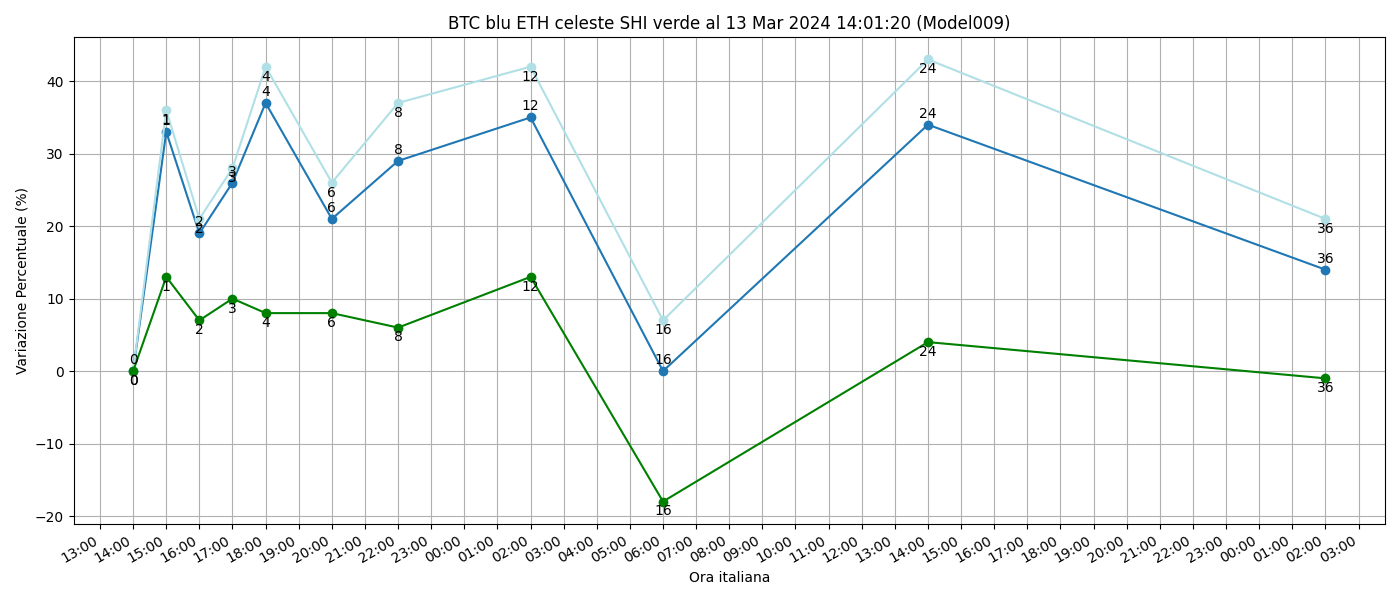 BTC blu ETH celeste SHI verde al 13 Mar 2024 14:01:20 (Model009)
Variazione Percentuale (%)
40
30
20
10
0
−10
−20
0 1 2 3 4 6 8 12 16 24 36
0 1 2 3 4 6 8 12 16 24 36
0 1 2 3 4 6 8 12 16 24 36
13:00 14:00 15:00 16:00 17:00 18:00 19:00 20:00 21:00 22:00 23:00 00:00 01:00 02:00 03:00 04:00 05:00 06:00 07:00 08:00 09:00 10:00 11:00 12:00 13:00 14:00 15:00 16:00 17:00 18:00 19:00 20:00 21:00 22:00 23:00 00:00 01:00 02:00 03:00
Ora italiana